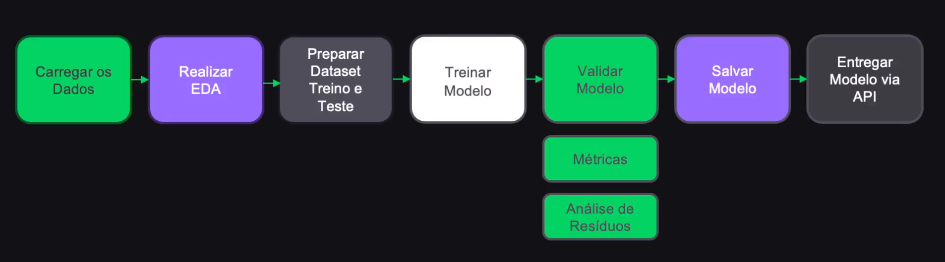 Carregar os
Dados
Realizar
EDA
Preparar
Dataset
Treino e
Teste
Treinar
Modelo
Validar
Modelo
Salvar
Modelo
Entregar
Modelo via
API
Métricas
Análise de
Resíduos